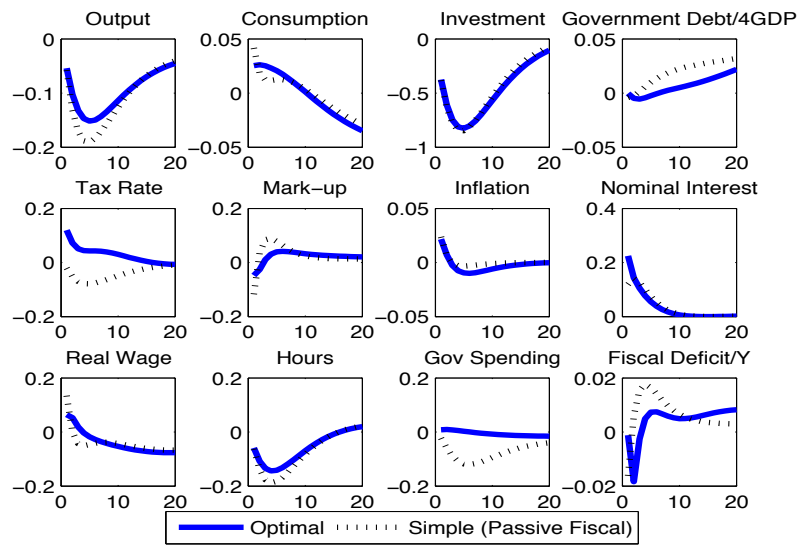 Output Consumption Investment Government Debt/4GDP
0 0.05 0 0.05
−0.1 0 −0.5 0
−0.2 −0.05 −1 −0.05
0 10 20 0 10 20 0 10 20 0 10 20
Tax Rate Mark−up Inflation Nominal Interest
0.2 0.2 0.05 0.4
0 0 0 0.2
−0.2 −0.2 −0.05 0
0 10 20 0 10 20 0 10 20 0 10 20
Real Wage Hours Gov Spending Fiscal Deficit/Y
0.2 0.2 0.2 0.02
0 0 0 0
−0.2 −0.2 −0.2 −0.02
0 10 20 0 10 20 0 10 20 0 10 20
Optimal Simple (Passive Fiscal)